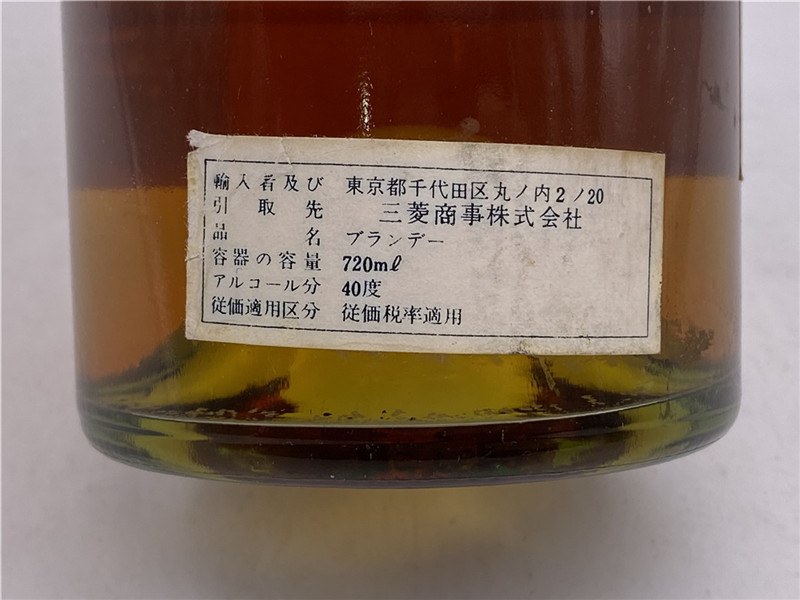 輸入者及び 東京都千代田区丸ノ内2ノ20
引取先 三菱商事株式会社
品名 ブランデー
容器の容量 720mℓ
アルコール分 40度
従価適用区分 従価税率適用